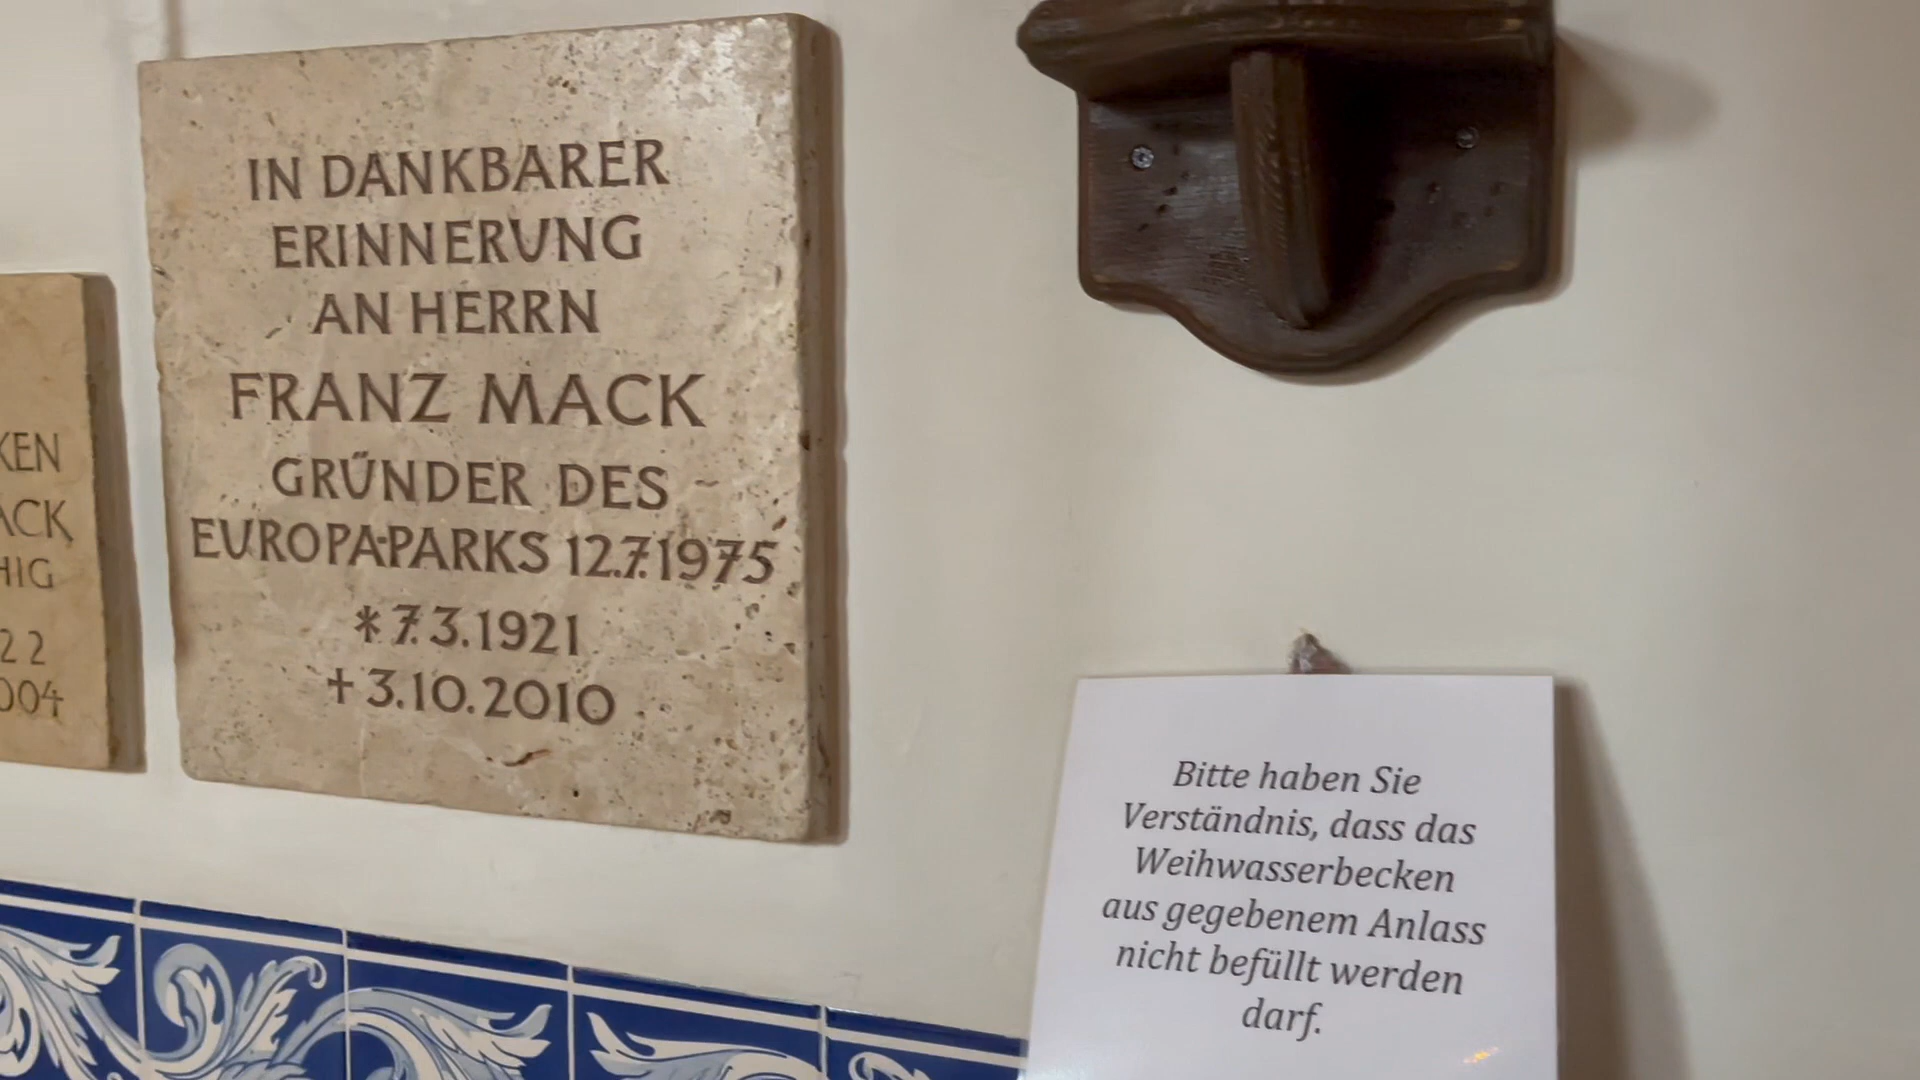 IN DANKBARER
ERINNERUNG
AN HERRN
FRANZ MACK
GRÜNDER DES
EUROPA-PARKS 12.7.1975
* 7.3.1921
+ 3.10.2010
Bitte haben Sie
Verständnis, dass das
Weihwasserbecken
aus gegebenem Anlass
nicht befüllt werden
darf.